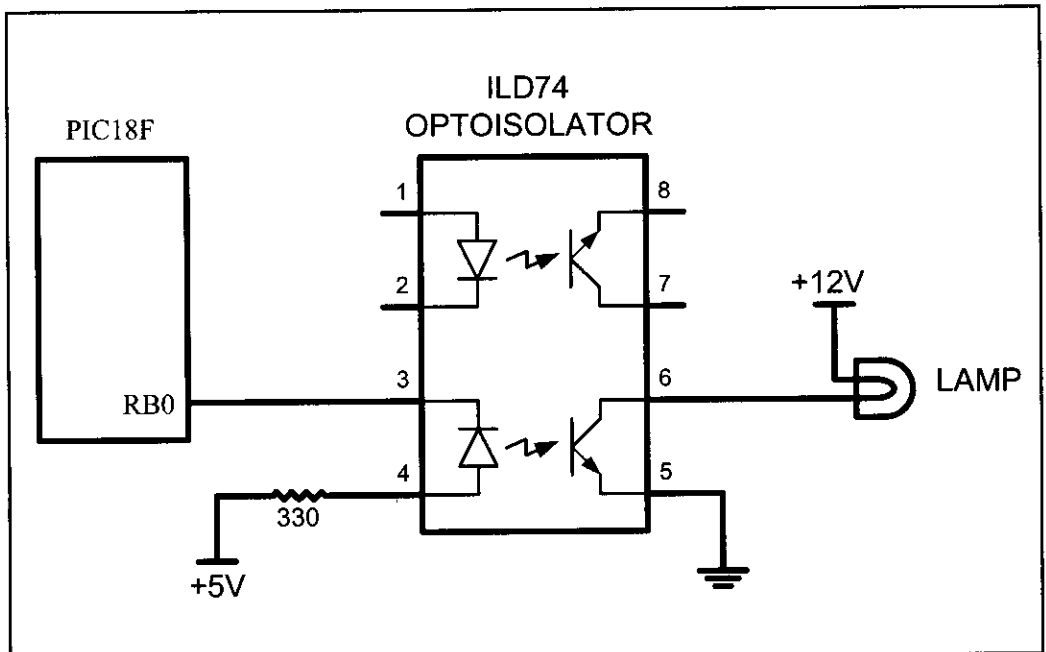 ILD74
OPTOISOLATOR
PIC18F
1
8
2
7
+12V
3
6
LAMP
RB0
4
5
330
+5V